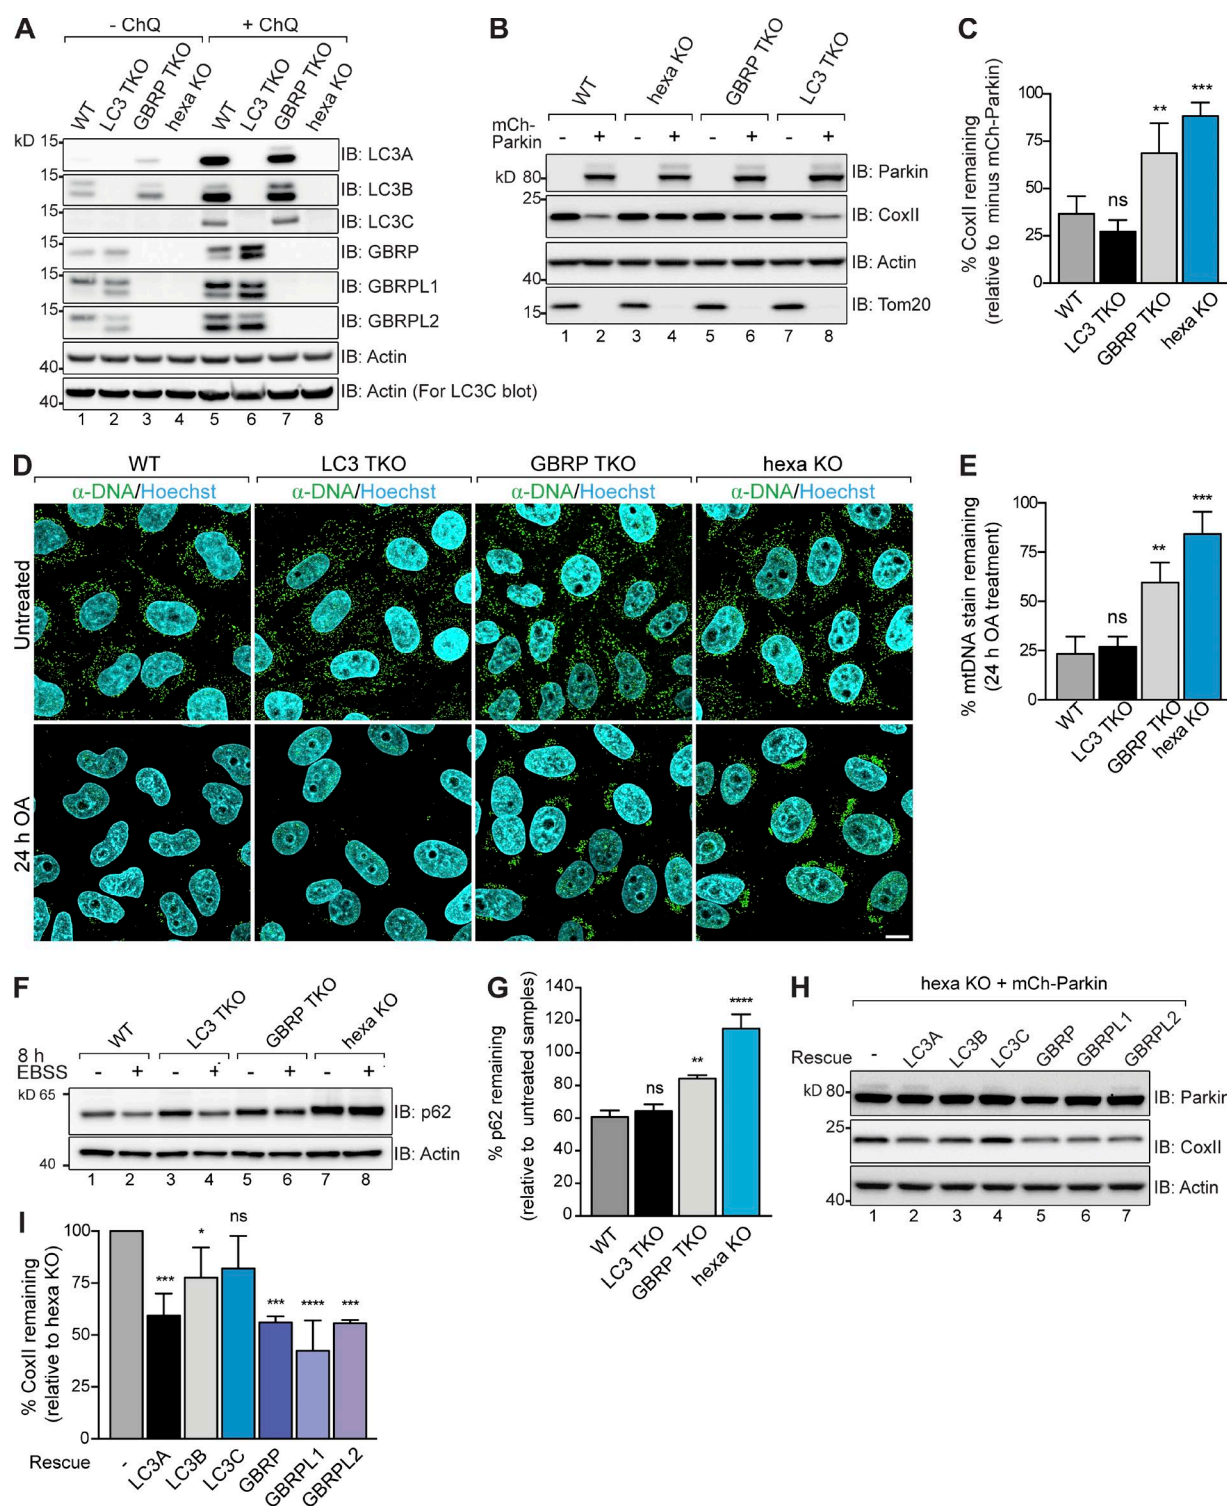 A
- ChQ + ChQ
WT LC3 TKO GBRP TKO hexa KO WT LC3 TKO GBRP TKO hexa KO
kD 15
IB: LC3A
15
IB: LC3B
15
IB: LC3C
15
IB: GBRP
15
IB: GBRPL1
15
IB: GBRPL2
40
IB: Actin
40
IB: Actin (For LC3C blot)
1 2 3 4 5 6 7 8
B
WT hexa KO GBRP TKO LC3 TKO
mCh-
Parkin
- + - + - + - +
kD 80
IB: Parkin
25
IB: CoxII
IB: Actin
40
15
IB: Tom20
1 2 3 4 5 6 7 8
C
% CoxII remaining
(relative to minus mCh-Parkin)
100
75
50
25
0
ns ** ***
WT LC3 TKO GBRP TKO hexa KO
D
WT LC3 TKO GBRP TKO hexa KO
α-DNA/Hoechst α-DNA/Hoechst α-DNA/Hoechst α-DNA/Hoechst
Untreated
24 h OA
E
% mtDNA stain remaining
(24 h OA treatment)
100
75
50
25
0
ns ** ***
WT LC3 TKO GBRP TKO hexa KO
F
WT LC3 TKO GBRP TKO hexa KO
8 h
EBSS
- + - + - + - +
kD 65
IB: p62
40
IB: Actin
1 2 3 4 5 6 7 8
G
% p62 remaining
(relative to untreated samples)
140
120
100
80
60
40
20
0
ns ** ****
WT LC3 TKO GBRP TKO hexa KO
H
hexa KO + mCh-Parkin
Rescue - LC3A LC3B LC3C GBRP GBRPL1 GBRPL2
kD 80
IB: Parkin
25
IB: CoxII
40
IB: Actin
1 2 3 4 5 6 7
I
% CoxII remaining
(relative to hexa KO)
100
75
50
25
0
*** * ns *** **** ***
Rescue - LC3A LC3B LC3C GBRP GBRPL1 GBRPL2